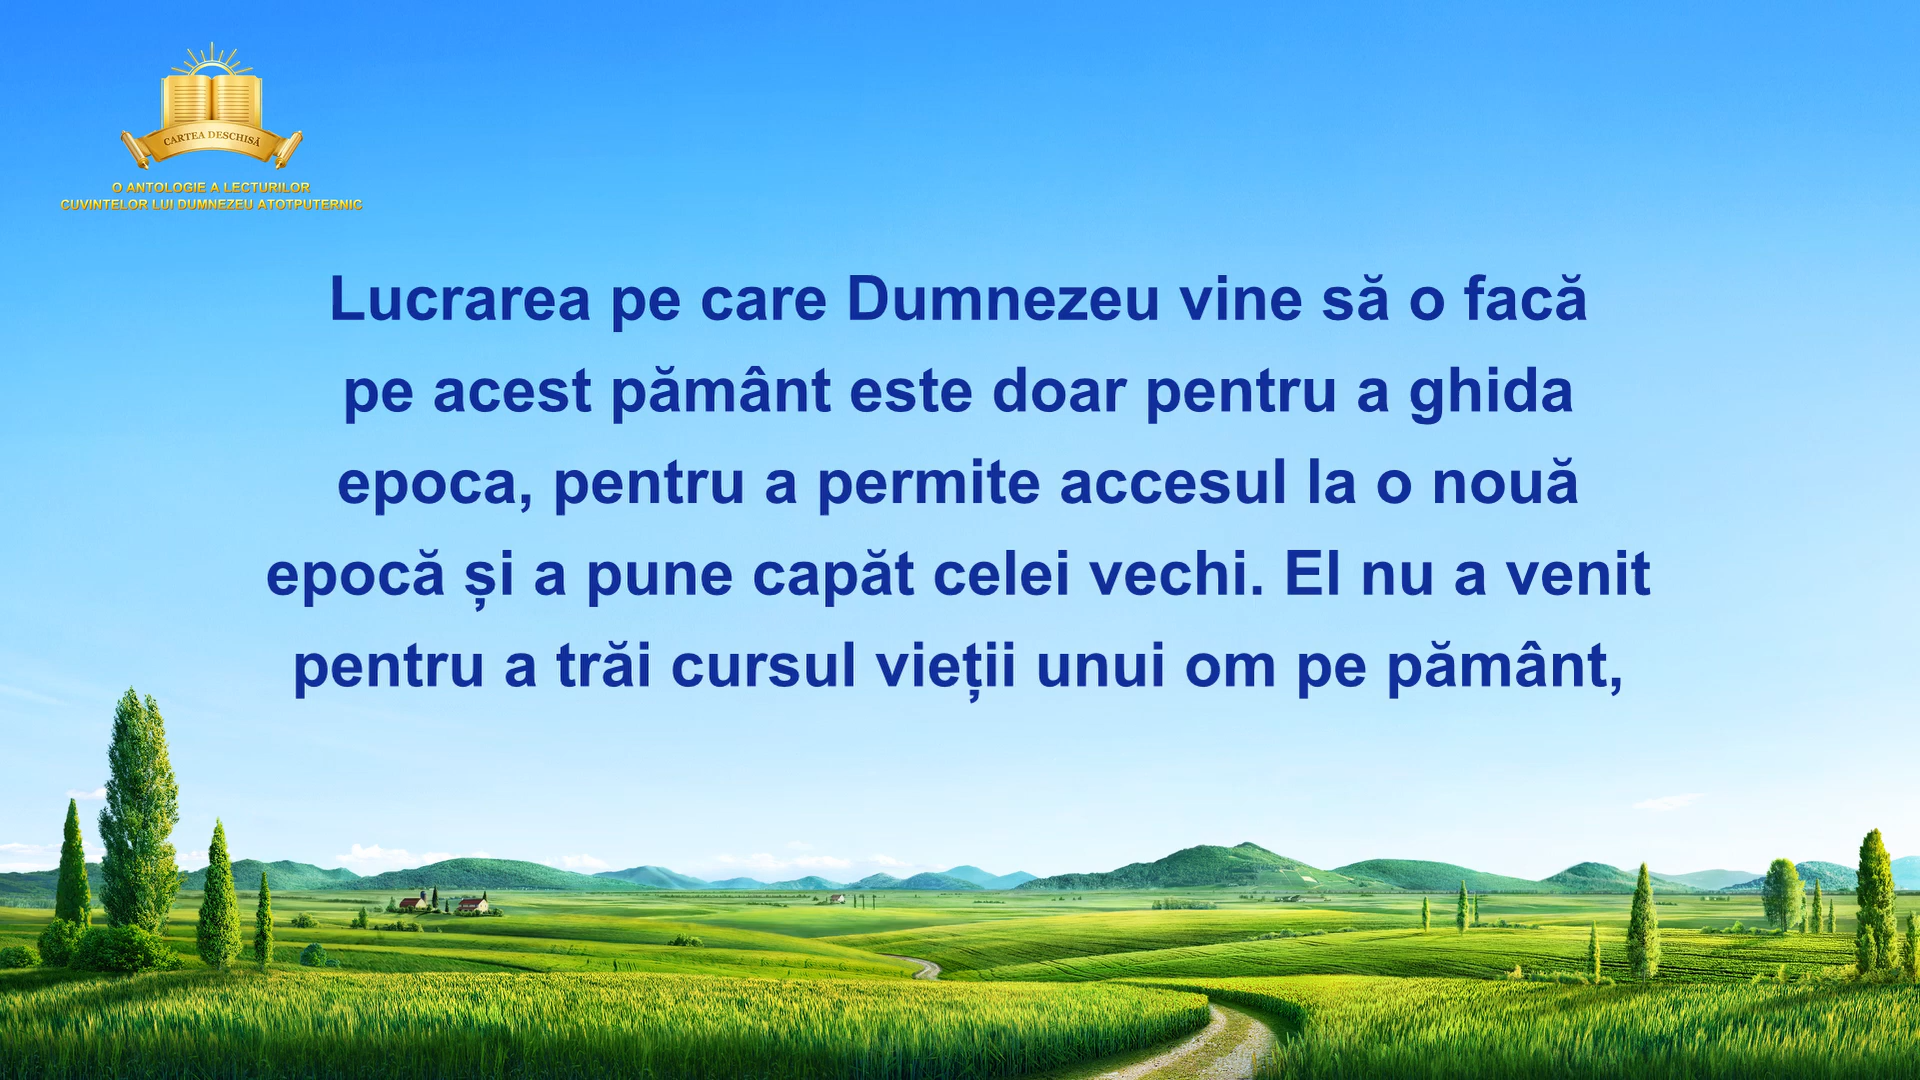 CARTEA DESCHISĂ
O ANTOLOGIE A LECTURILOR
CUVINTELOR LUI DUMNEZEU ATOTPUTERNIC
Lucrarea pe care Dumnezeu vine să o facă
pe acest pământ este doar pentru a ghida
epoca, pentru a permite accesul la o nouă
epocă și a pune capăt celei vechi. El nu a venit
pentru a trăi cursul vieții unui om pe pământ,